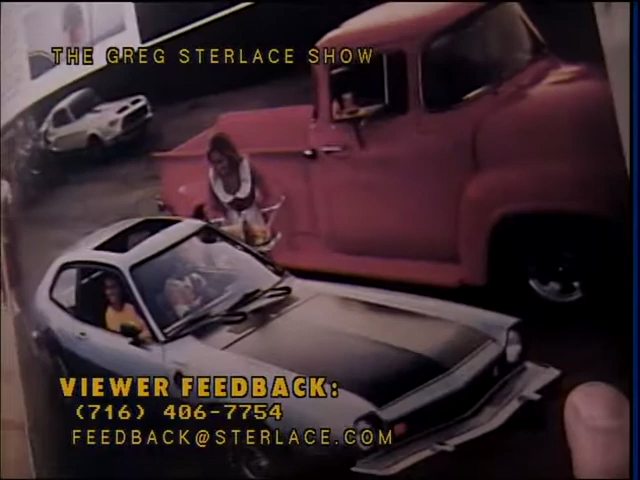 THE GREG STERLACE SHOW
VIEWER FEEDBACK:
(716) 406-7754
FEEDBACK@STERLACE.COM